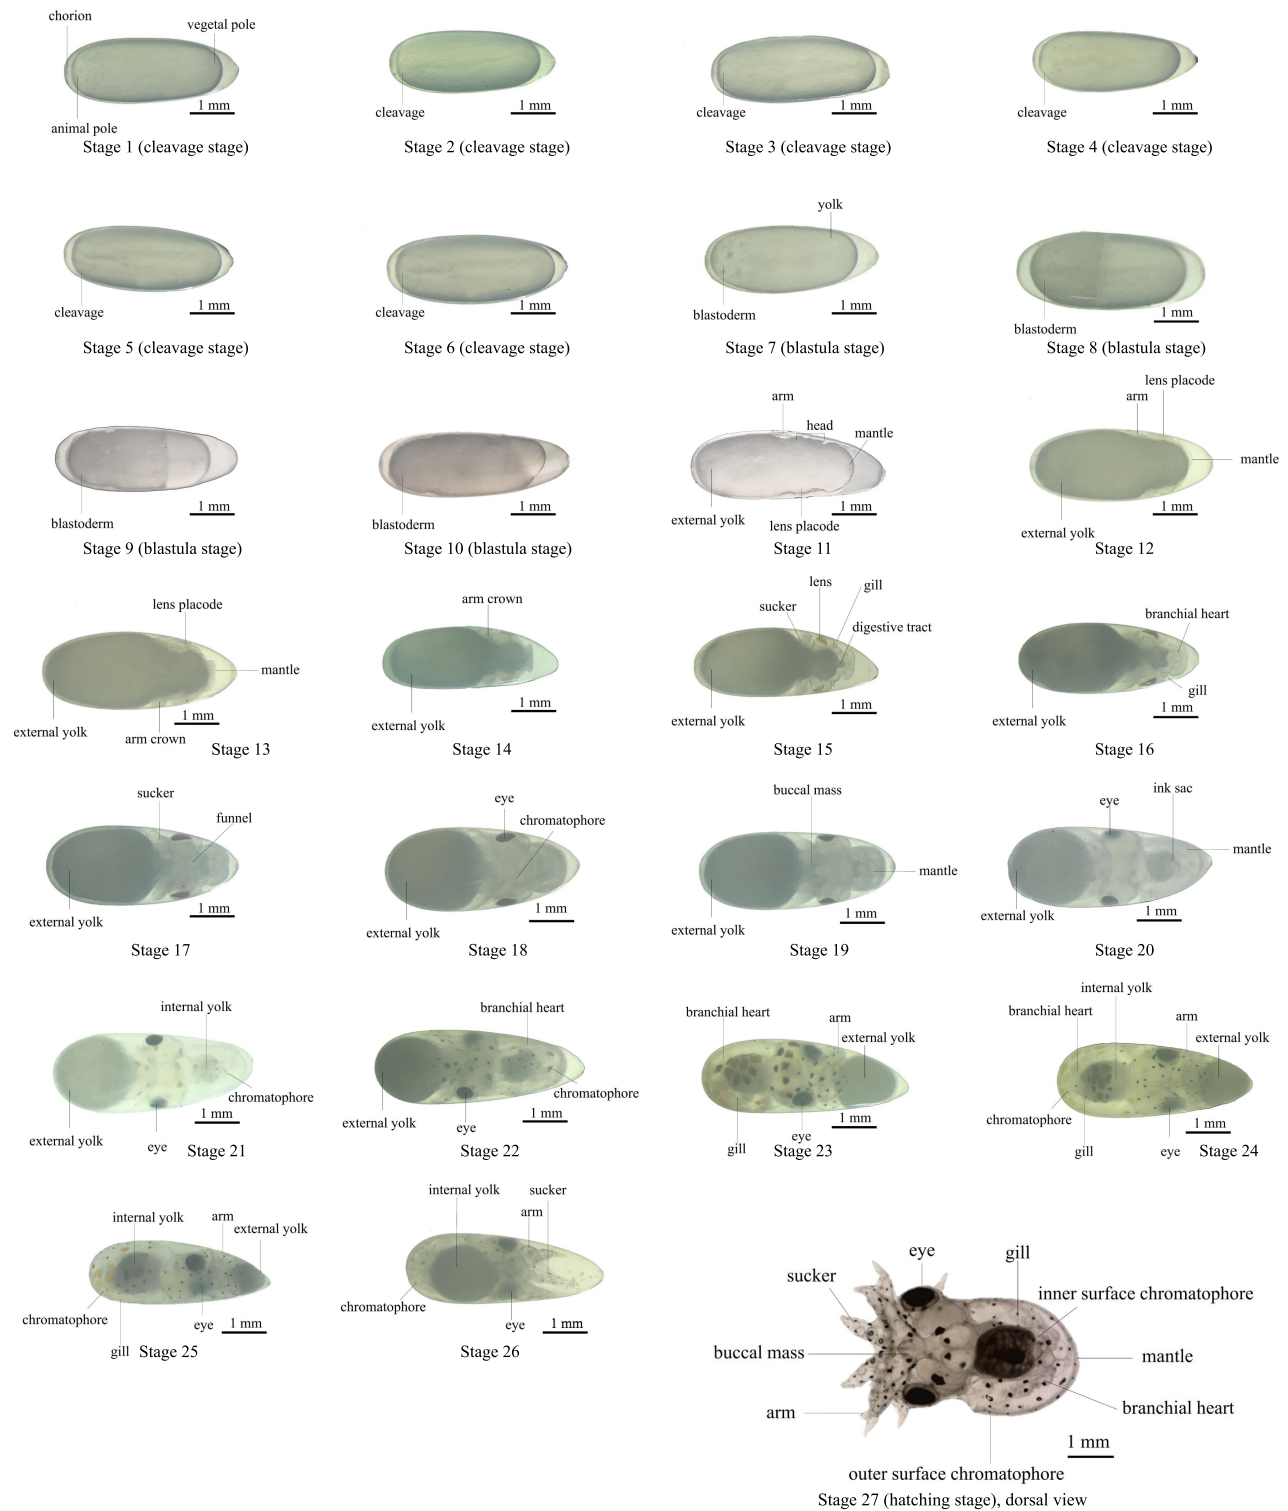 chorion
vegetal pole
animal pole
1 mm
Stage 1 (cleavage stage)
cleavage
1 mm
Stage 2 (cleavage stage)
cleavage
1 mm
Stage 3 (cleavage stage)
cleavage
1 mm
Stage 4 (cleavage stage)
cleavage
1 mm
Stage 5 (cleavage stage)
cleavage
1 mm
Stage 6 (cleavage stage)
yolk
blastoderm
1 mm
Stage 7 (blastula stage)
blastoderm
1 mm
Stage 8 (blastula stage)
blastoderm
1 mm
Stage 9 (blastula stage)
blastoderm
1 mm
Stage 10 (blastula stage)
arm
head
mantle
external yolk
1 mm
lens placode
Stage 11
lens placode
arm
mantle
1 mm
external yolk
Stage 12
lens placode
mantle
1 mm
external yolk
arm crown
Stage 13
arm crown
1 mm
external yolk
Stage 14
lens
gill
sucker
digestive tract
1 mm
external yolk
Stage 15
branchial heart
gill
1 mm
external yolk
Stage 16
sucker
funnel
1 mm
external yolk
Stage 17
eye
chromatophore
1 mm
external yolk
Stage 18
buccal mass
mantle
1 mm
external yolk
Stage 19
ink sac
eye
mantle
1 mm
external yolk
Stage 20
internal yolk
chromatophore
1 mm
external yolk
eye
Stage 21
branchial heart
chromatophore
1 mm
external yolk
eye
Stage 22
branchial heart
arm
external yolk
1 mm
eye
gill
Stage 23
internal yolk
branchial heart
arm
external yolk
chromatophore
1 mm
gill
eye
Stage 24
internal yolk
arm
external yolk
chromatophore
eye
1 mm
gill
Stage 25
internal yolk
sucker
arm
chromatophore
eye
1 mm
Stage 26
eye
gill
sucker
inner surface chromatophore
buccal mass
mantle
arm
branchial heart
1 mm
outer surface chromatophore
Stage 27 (hatching stage), dorsal view